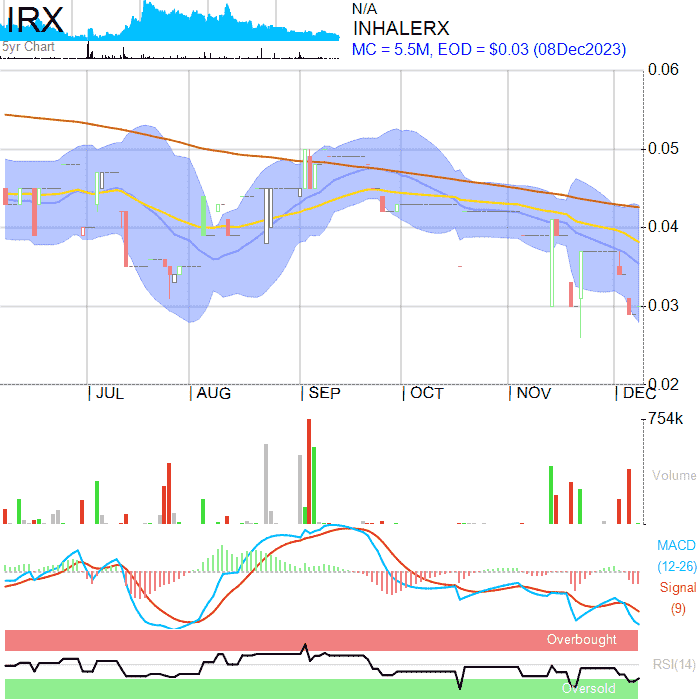 IRX
5yr Chart
N/A
INHALERX
MC = 5.5M, EOD = $0.03 (08Dec2023)
0.06
0.05
0.04
0.03
0.02
JUL
AUG
SEP
OCT
NOV
DEC
754k
Volume
MACD
(12-26)
Signal
(9)
Overbought
RSI(14)
Oversold